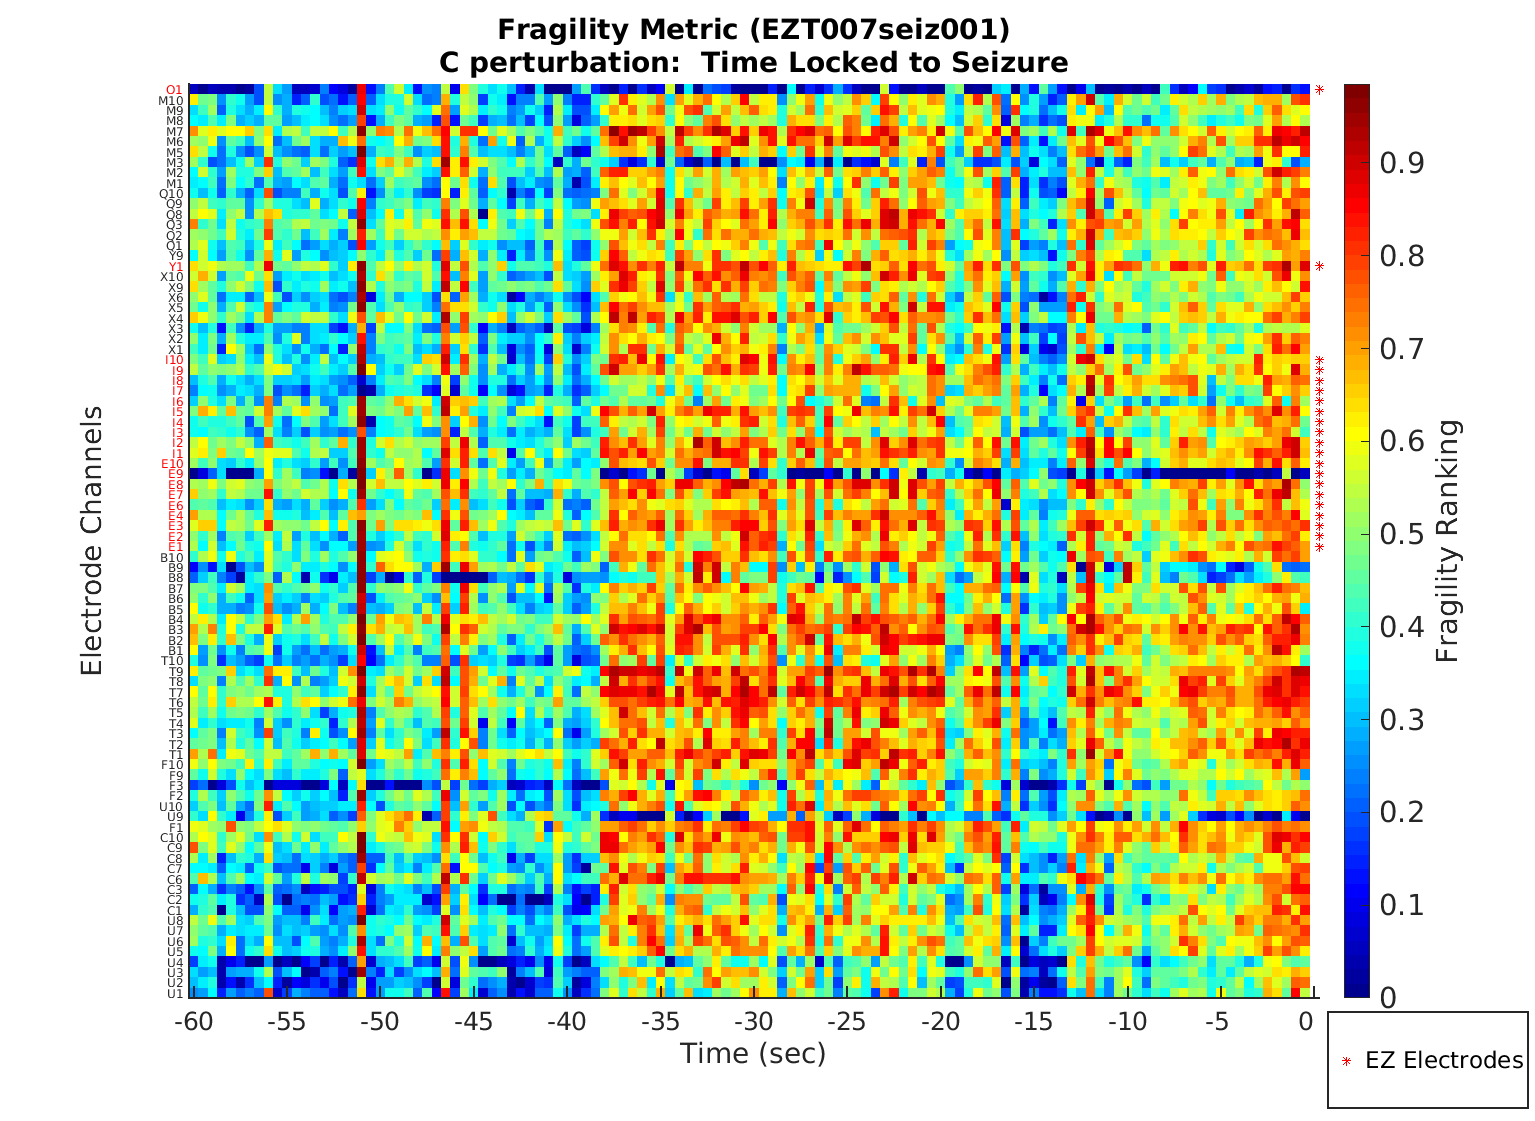 Fragility Metric (EZT007seiz001)
C perturbation:  Time Locked to Seizure
Electrode Channels
O1
M10
M9
M8
M7
M6
M5
M3
M2
M1
Q10
Q9
Q8
Q3
Q2
Q1
Y9
Y1
X10
X9
X6
X5
X4
X3
X2
X1
I10
I9
I8
I7
I6
I5
I4
I3
I2
I1
E10
E9
E8
E7
E6
E4
E3
E2
E1
B10
B9
B8
B7
B6
B5
B4
B3
B2
B1
T10
T9
T8
T7
T6
T5
T4
T3
T2
T1
F10
F9
F3
F2
U10
U9
F1
C10
C9
C8
C7
C6
C3
C2
C1
U8
U7
U6
U5
U4
U3
U2
U1
-60 -55 -50 -45 -40 -35 -30 -25 -20 -15 -10 -5 0
Time (sec)
0.9
0.8
0.7
0.6
0.5
0.4
0.3
0.2
0.1
0
Fragility Ranking
EZ Electrodes